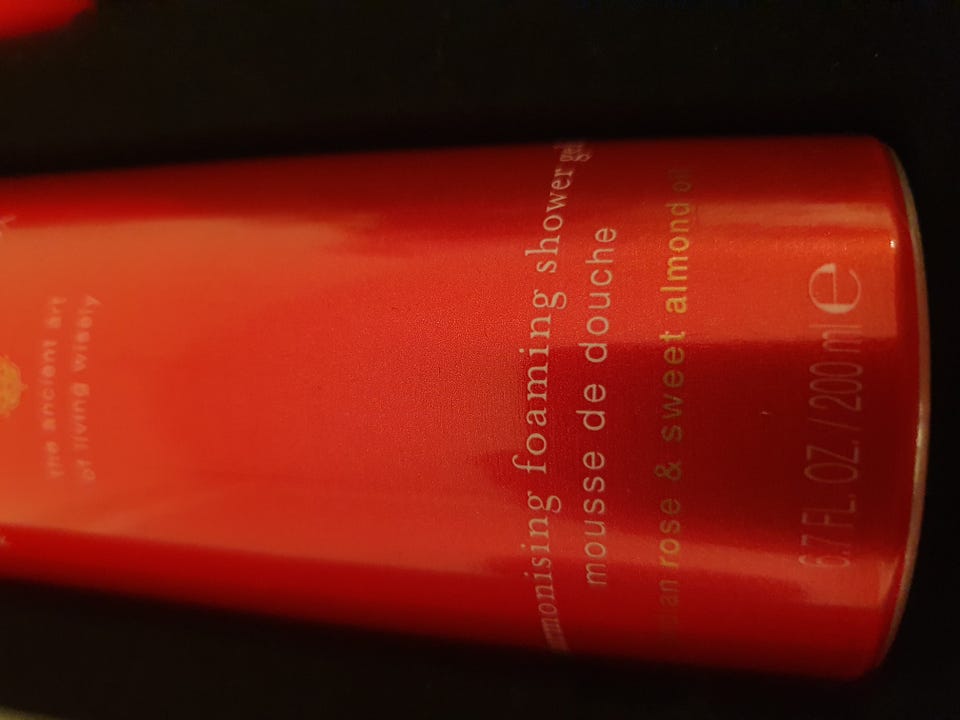 the ancient art
of living wisely
armonising foaming shower gel
mousse de douche
an rose & sweet almond oil
6.7 FL. OZ. / 200 ml e